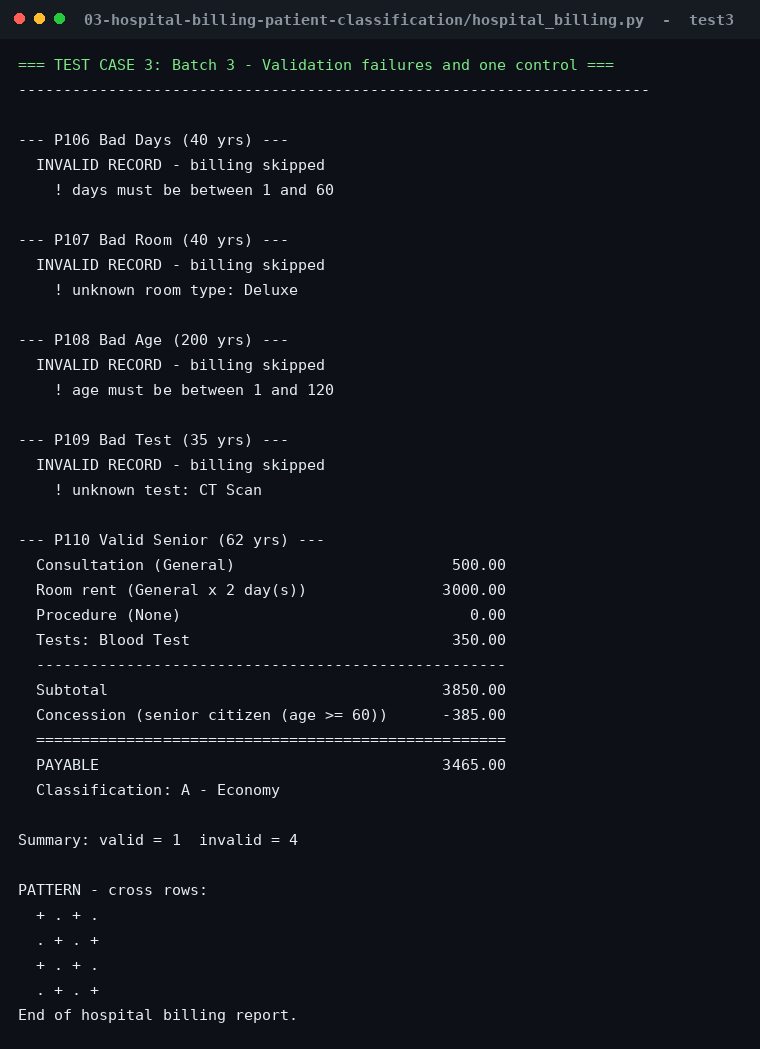 03-hospital-billing-patient-classification/hospital_billing.py  -  test3
=== TEST CASE 3: Batch 3 - Validation failures and one control ===
----------------------------------------------------------------------
--- P106 Bad Days (40 yrs) ---
  INVALID RECORD - billing skipped
    ! days must be between 1 and 60
--- P107 Bad Room (40 yrs) ---
  INVALID RECORD - billing skipped
    ! unknown room type: Deluxe
--- P108 Bad Age (200 yrs) ---
  INVALID RECORD - billing skipped
    ! age must be between 1 and 120
--- P109 Bad Test (35 yrs) ---
  INVALID RECORD - billing skipped
    ! unknown test: CT Scan
--- P110 Valid Senior (62 yrs) ---
  Consultation (General)                        500.00
  Room rent (General x 2 day(s))               3000.00
  Procedure (None)                                0.00
  Tests: Blood Test                             350.00
  ----------------------------------------------------
  Subtotal                                     3850.00
  Concession (senior citizen (age >= 60))      -385.00
  ====================================================
  PAYABLE                                      3465.00
  Classification: A - Economy
Summary: valid = 1  invalid = 4
PATTERN - cross rows:
  + . + .
  . + . +
  + . + .
  . + . +
End of hospital billing report.